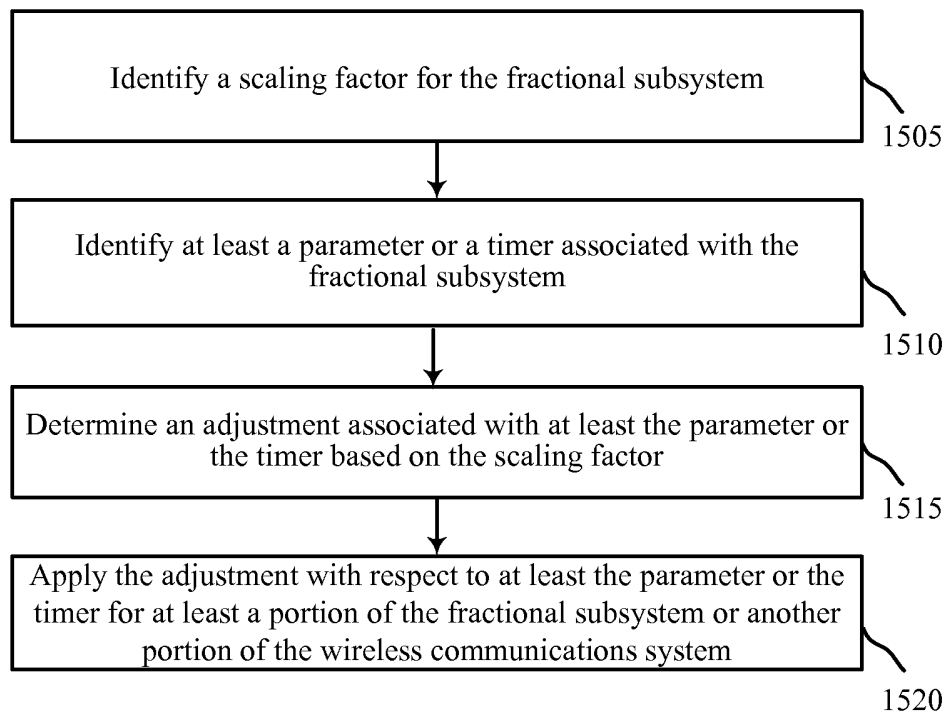 Identify a scaling factor for the fractional subsystem
1505
Identify at least a parameter or a timer associated with the
fractional subsystem
1510
Determine an adjustment associated with at least the parameter or
the timer based on the scaling factor
1515
Apply the adjustment with respect to at least the parameter or the
timer for at least a portion of the fractional subsystem or another
portion of the wireless communications system
1520